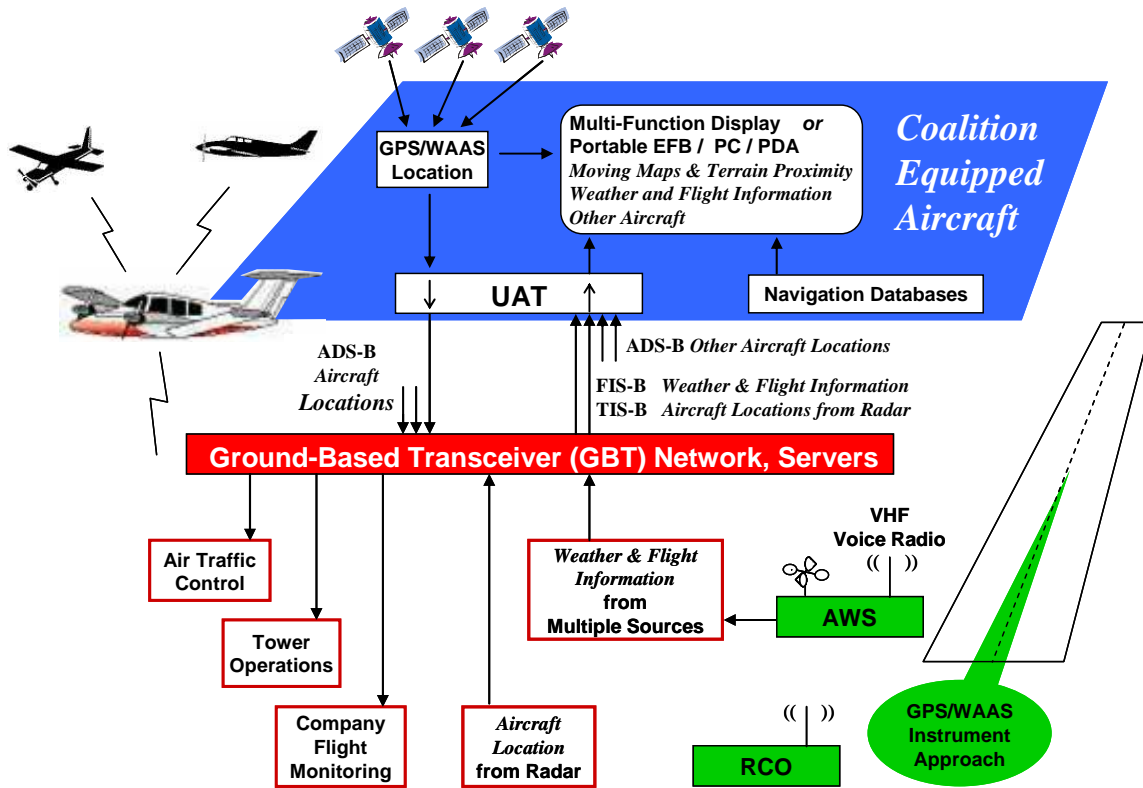 GPS/WAAS
Location
Multi-Function Display or
Portable EFB / PC / PDA
Moving Maps & Terrain Proximity
Weather and Flight Information
Other Aircraft
Coalition
Equipped
Aircraft
UAT
Navigation Databases
ADS-B
Aircraft
Locations
ADS-B Other Aircraft Locations
FIS-B Weather & Flight Information
TIS-B Aircraft Locations from Radar
Ground-Based Transceiver (GBT) Network, Servers
Air Traffic
Control
Tower
Operations
Company
Flight
Monitoring
Aircraft
Location
from Radar
Weather & Flight
Information
from
Multiple Sources
VHF
Voice Radio
(( ))
AWS
(( ))
RCO
GPS/WAAS
Instrument
Approach